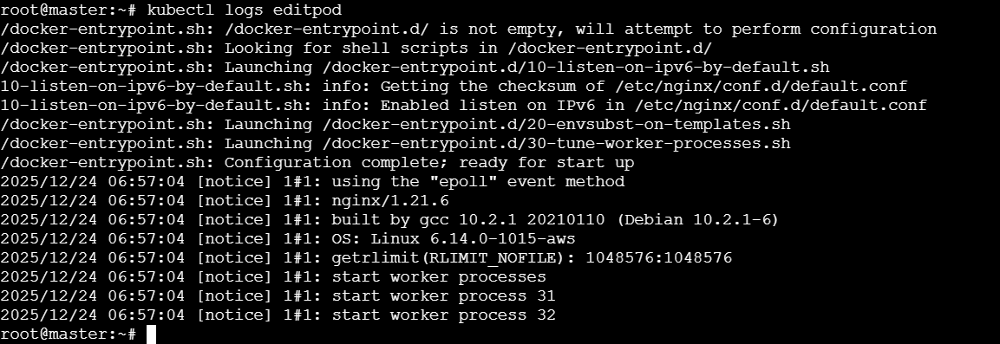 root@master:~# kubectl logs editpod
/docker-entrypoint.sh: /docker-entrypoint.d/ is not empty, will attempt to perform configuration
/docker-entrypoint.sh: Looking for shell scripts in /docker-entrypoint.d/
/docker-entrypoint.sh: Launching /docker-entrypoint.d/10-listen-on-ipv6-by-default.sh
10-listen-on-ipv6-by-default.sh: info: Getting the checksum of /etc/nginx/conf.d/default.conf
10-listen-on-ipv6-by-default.sh: info: Enabled listen on IPv6 in /etc/nginx/conf.d/default.conf
/docker-entrypoint.sh: Launching /docker-entrypoint.d/20-envsubst-on-templates.sh
/docker-entrypoint.sh: Launching /docker-entrypoint.d/30-tune-worker-processes.sh
/docker-entrypoint.sh: Configuration complete; ready for start up
2025/12/24 06:57:04 [notice] 1#1: using the "epoll" event method
2025/12/24 06:57:04 [notice] 1#1: nginx/1.21.6
2025/12/24 06:57:04 [notice] 1#1: built by gcc 10.2.1 20210110 (Debian 10.2.1-6)
2025/12/24 06:57:04 [notice] 1#1: OS: Linux 6.14.0-1015-aws
2025/12/24 06:57:04 [notice] 1#1: getrlimit(RLIMIT_NOFILE): 1048576:1048576
2025/12/24 06:57:04 [notice] 1#1: start worker processes
2025/12/24 06:57:04 [notice] 1#1: start worker process 31
2025/12/24 06:57:04 [notice] 1#1: start worker process 32
root@master:~#